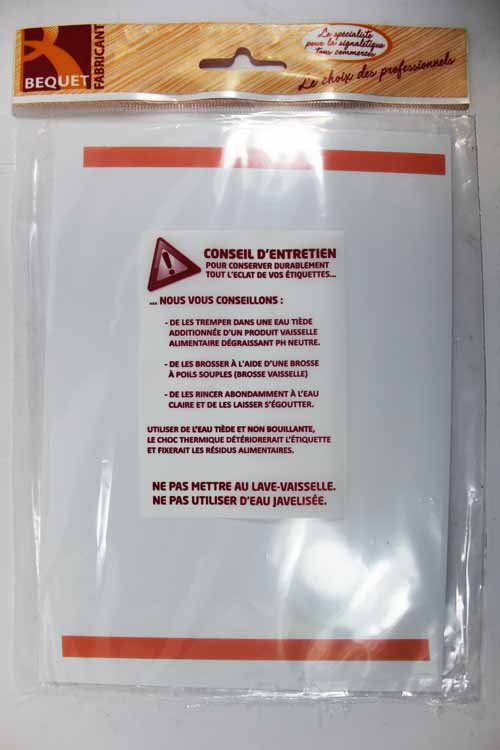 BEQUET
FABRICANT
Le spécialiste
pour la signalétique
tous commerces
Le choix des professionnels
CONSEIL D'ENTRETIEN
POUR CONSERVER DURABLEMENT
TOUT L'ECLAT DE VOS ÉTIQUETTES...
... NOUS VOUS CONSEILLONS :
- DE LES TREMPER DANS UNE EAU TIÈDE
ADDITIONNÉE D'UN PRODUIT VAISSELLE
ALIMENTAIRE DÉGRAISSANT PH NEUTRE.
- DE LES BROSSER À L'AIDE D'UNE BROSSE
À POILS SOUPLES (BROSSE VAISSELLE)
- DE LES RINCER ABONDAMMENT À L'EAU
CLAIRE ET DE LES LAISSER S'ÉGOUTTER.
UTILISER DE L'EAU TIÈDE ET NON BOUILLANTE,
LE CHOC THERMIQUE DÉTÉRIORERAIT L'ÉTIQUETTE
ET FIXERAIT LES RÉSIDUS ALIMENTAIRES.
NE PAS METTRE AU LAVE-VAISSELLE.
NE PAS UTILISER D'EAU JAVELISÉE.